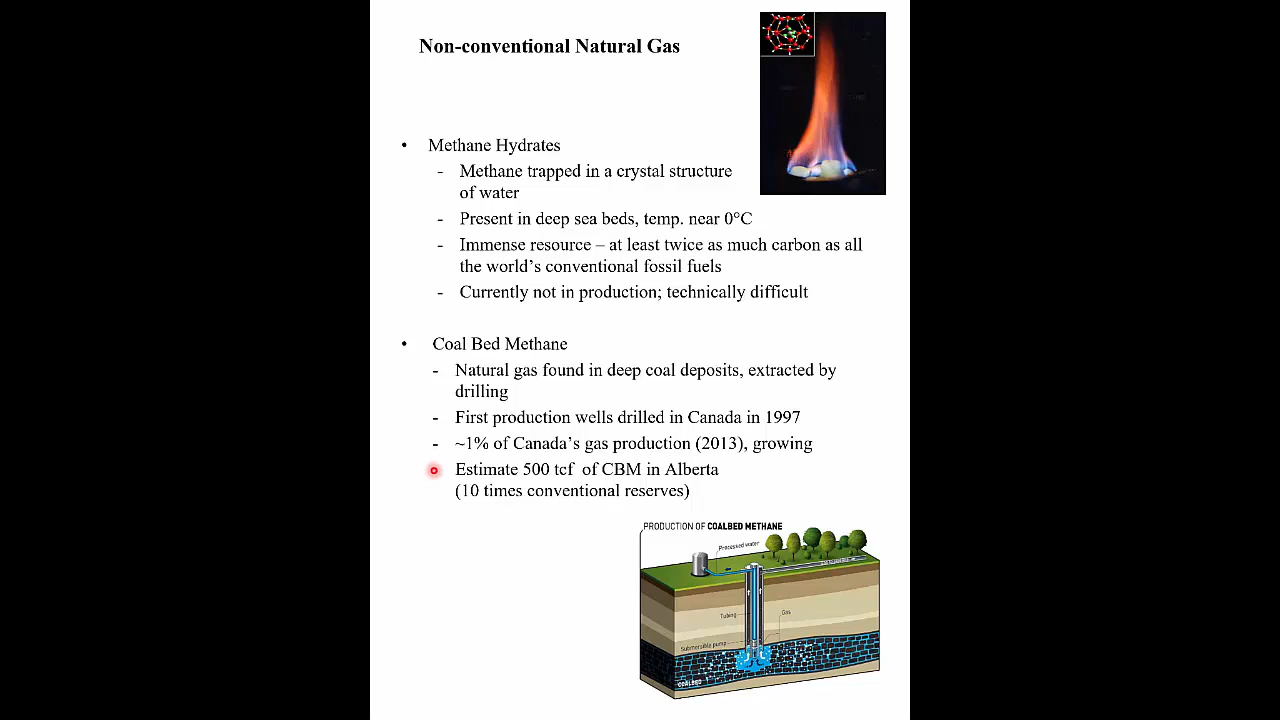 Non-conventional Natural Gas
• Methane Hydrates
- Methane trapped in a crystal structure
of water
- Present in deep sea beds, temp. near 0°C
- Immense resource – at least twice as much carbon as all
the world's conventional fossil fuels
- Currently not in production; technically difficult
• Coal Bed Methane
- Natural gas found in deep coal deposits, extracted by
drilling
- First production wells drilled in Canada in 1997
- ~1% of Canada's gas production (2013), growing
Estimate 500 tcf of CBM in Alberta
(10 times conventional reserves)
PRODUCTION OF COALBED METHANE
Processed water
Tubing
Gas
Submersible pump
COALBED